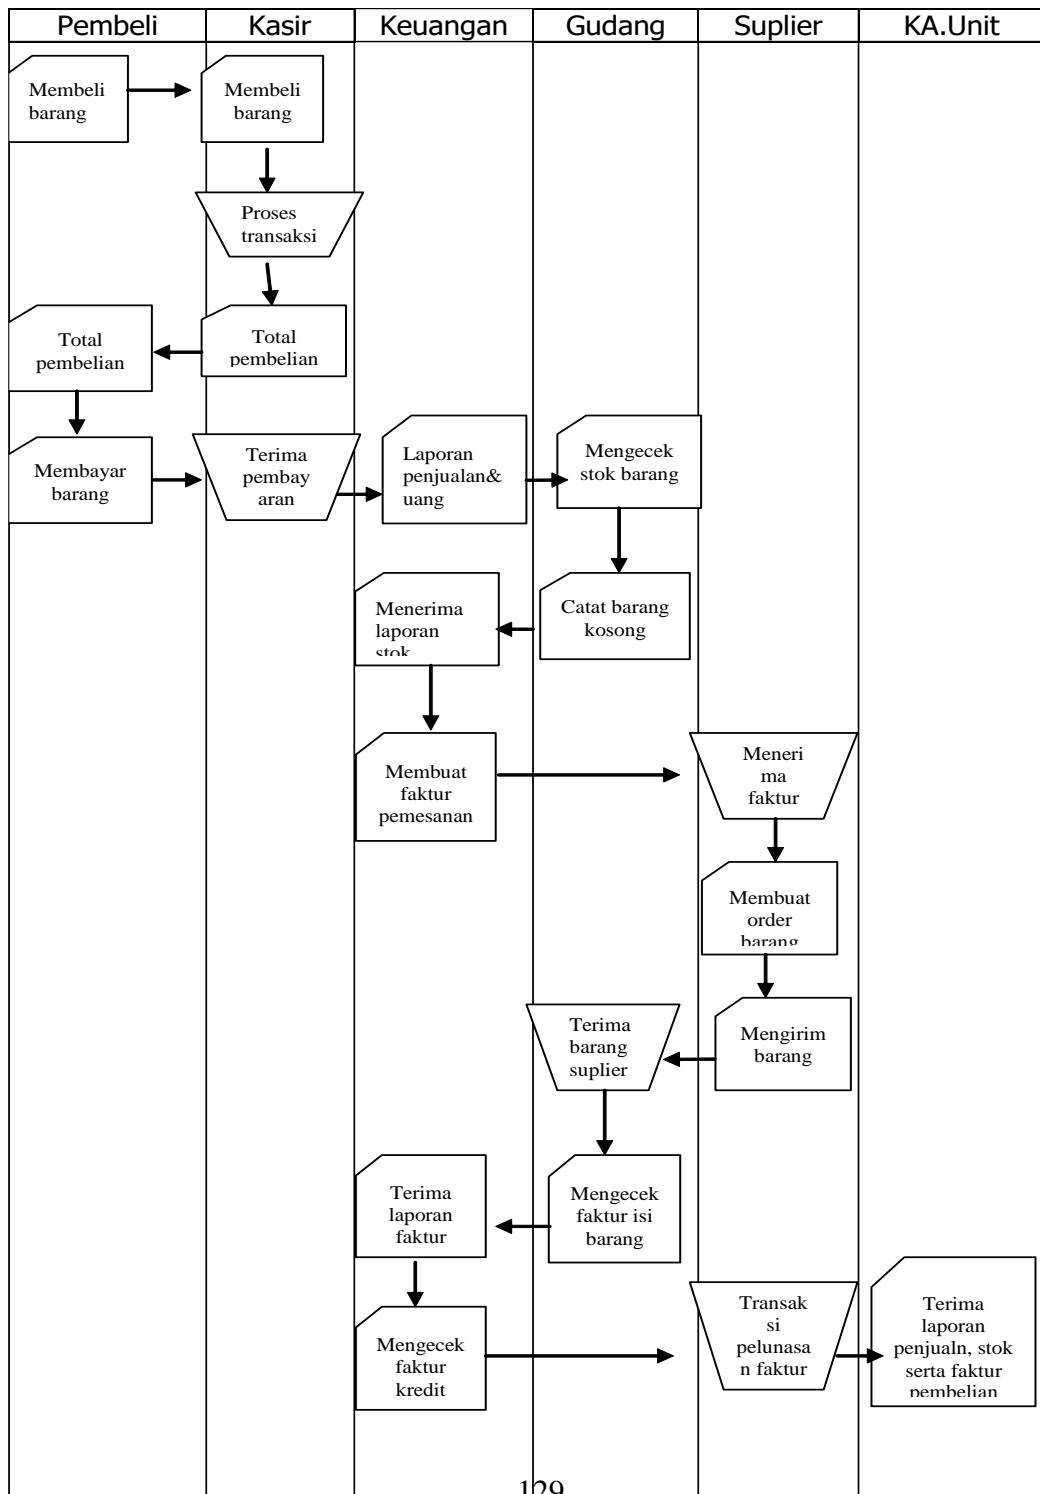 Pembeli Kasir Keuangan Gudang Suplier KA.Unit
Membeli
barang
Membeli
barang
Proses
transaksi
Total
pembelian
Total
pembelian
Membayar
barang
Terima
pembay
aran
Laporan
penjualan&
uang
Mengecek
stok barang
Catat barang
kosong
Menerima
laporan
stok
Membuat
faktur
pemesanan
Meneri
ma
faktur
Membuat
order
barang
Mengirim
barang
Terima
barang
suplier
Mengecek
faktur isi
barang
Terima
laporan
faktur
Mengecek
faktur
kredit
Transak
si
pelunasa
n faktur
Terima
laporan
penjualn, stok
serta faktur
pembelian
129